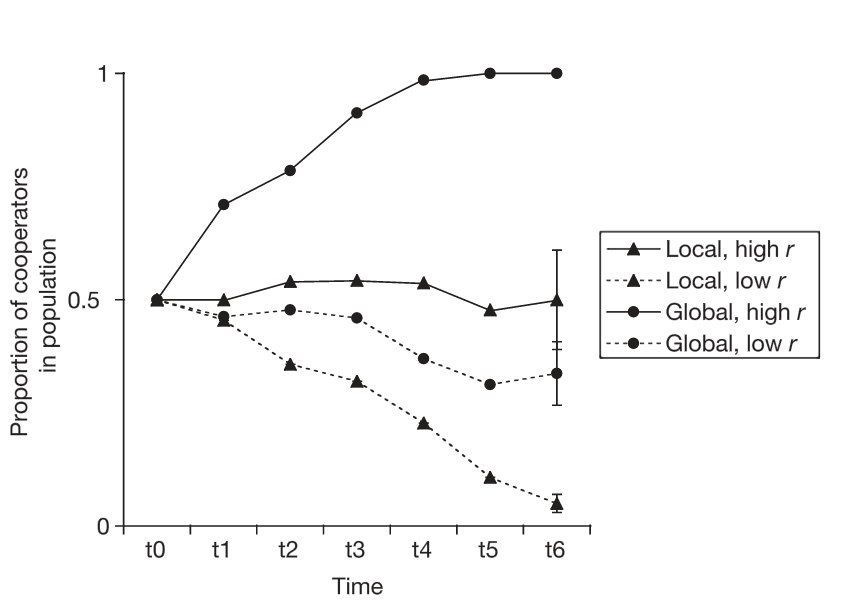 1
0.5
0
Proportion of cooperators
in population
t0 t1 t2 t3 t4 t5 t6
Time
Local, high r
Local, low r
Global, high r
Global, low r